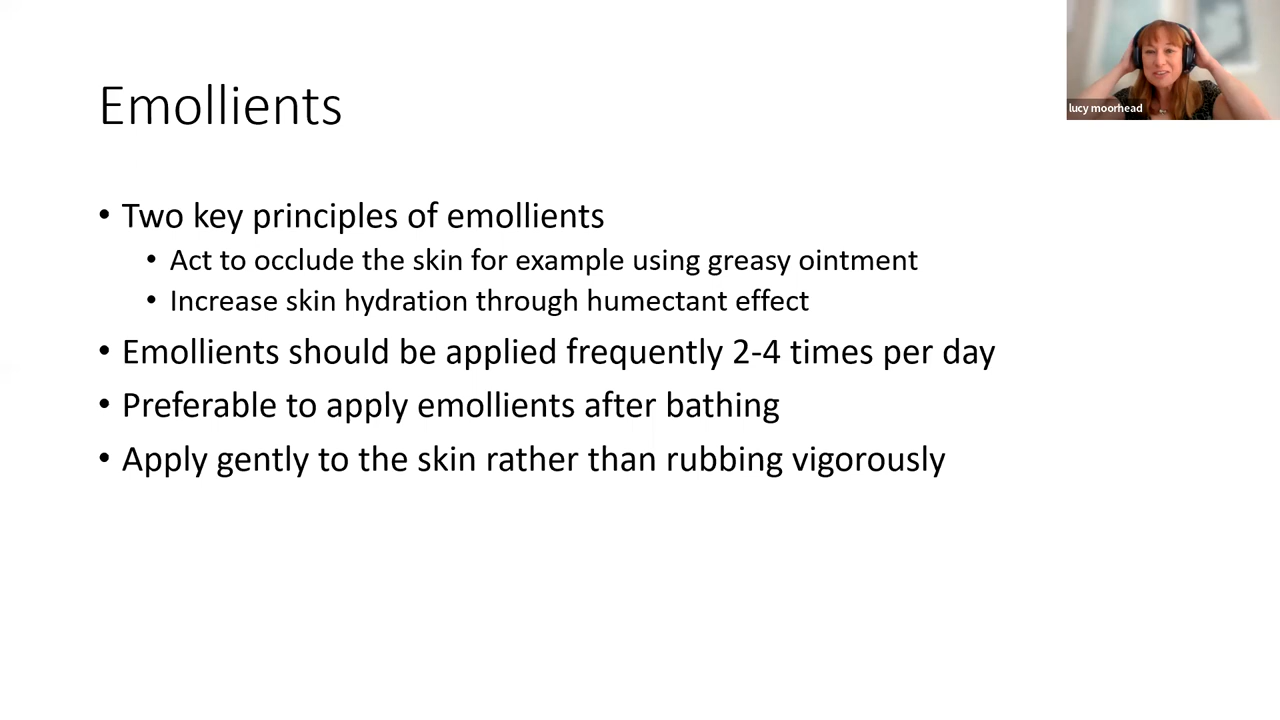 Emollients
lucy moorhead
• Two key principles of emollients
• Act to occlude the skin for example using greasy ointment
• Increase skin hydration through humectant effect
• Emollients should be applied frequently 2-4 times per day
• Preferable to apply emollients after bathing
• Apply gently to the skin rather than rubbing vigorously